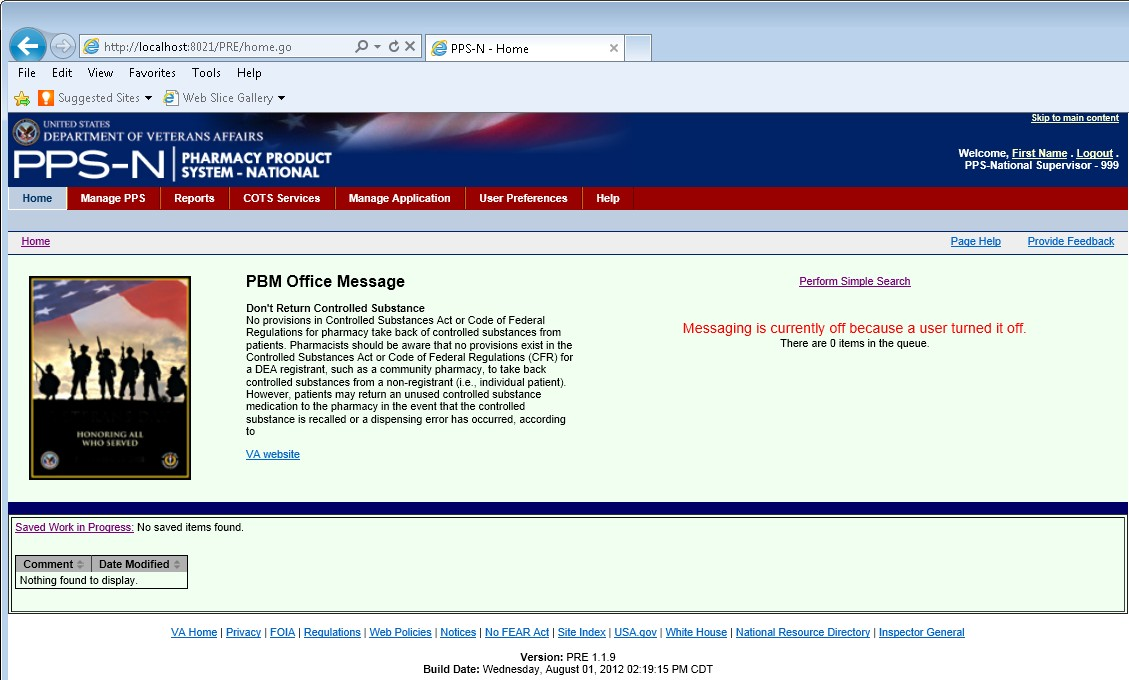 http://localhost:8021/PRE/home.go
PPS-N - Home
File Edit View Favorites Tools Help
Suggested Sites Web Slice Gallery
UNITED STATES
DEPARTMENT OF VETERANS AFFAIRS
PPS-N PHARMACY PRODUCT
SYSTEM - NATIONAL
Skip to main content
Welcome, First Name . Logout .
PPS-National Supervisor - 999
Home Manage PPS Reports COTS Services Manage Application User Preferences Help
Home Page Help Provide Feedback
HONORING ALL
WHO SERVED
PBM Office Message
Don't Return Controlled Substance
No provisions in Controlled Substances Act or Code of Federal
Regulations for pharmacy take back of controlled substances from
patients. Pharmacists should be aware that no provisions exist in the
Controlled Substances Act or Code of Federal Regulations (CFR) for
a DEA registrant, such as a community pharmacy, to take back
controlled substances from a non-registrant (i.e., individual patient).
However, patients may return an unused controlled substance
medication to the pharmacy in the event that the controlled
substance is recalled or a dispensing error has occurred, according
to
VA website
Perform Simple Search
Messaging is currently off because a user turned it off.
There are 0 items in the queue.
Saved Work in Progress: No saved items found.
Comment Date Modified
Nothing found to display.
VA Home | Privacy | FOIA | Regulations | Web Policies | Notices | No FEAR Act | Site Index | USA.gov | White House | National Resource Directory | Inspector General
Version: PRE 1.1.9
Build Date: Wednesday, August 01, 2012 02:19:15 PM CDT